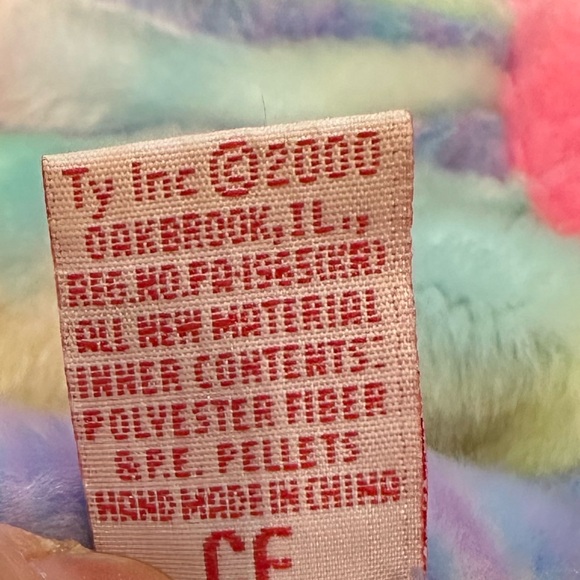 Ty Inc ©2000
OAKBROOK, IL.,
REG.NO.PA.1965(KR)
ALL NEW MATERIAL
INNER CONTENTS:
POLYESTER FIBER
& P.E. PELLETS
HAND MADE IN CHINA
CE